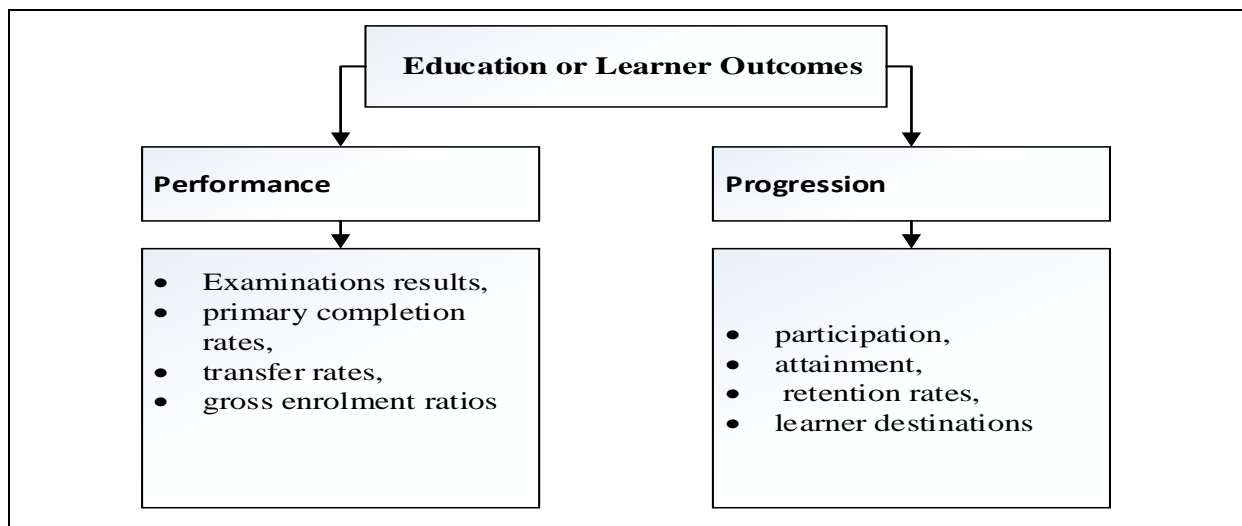 Education or Learner Outcomes
Performance
Progression
• Examinations results,
• primary completion
rates,
• transfer rates,
• gross enrolment ratios
• participation,
• attainment,
• retention rates,
• learner destinations